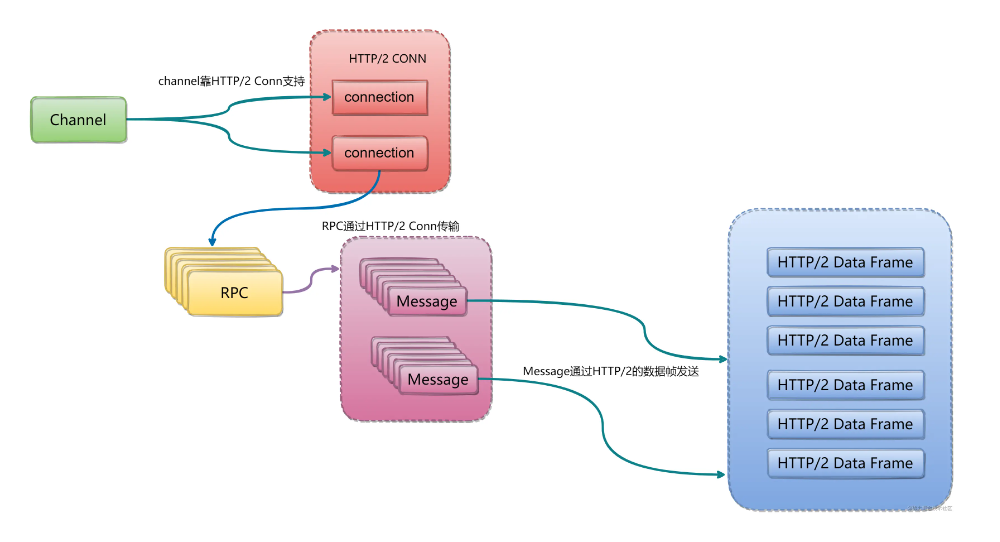 HTTP/2 CONN
channel靠HTTP/2 Conn支持
connection
Channel
connection
RPC通过HTTP/2 Conn传输
RPC
Message
Message
Message通过HTTP/2的数据帧发送
HTTP/2 Data Frame
HTTP/2 Data Frame
HTTP/2 Data Frame
HTTP/2 Data Frame
HTTP/2 Data Frame
HTTP/2 Data Frame